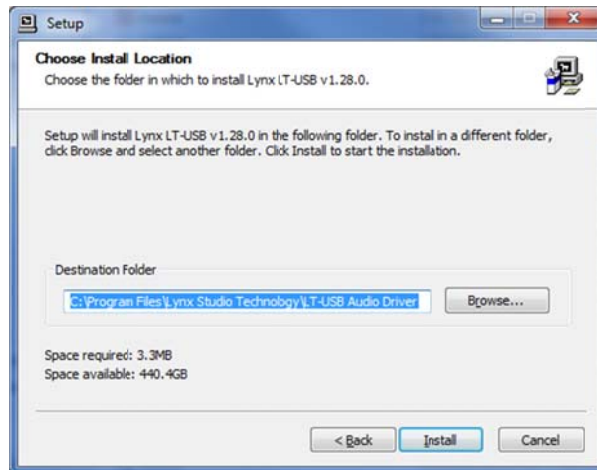 Setup
Choose Install Location
Choose the folder in which to install Lynx LT-USB v1.28.0.
Setup will install Lynx LT-USB v1.28.0 in the following folder. To instal in a different folder,
click Browse and select another folder. Click Install to start the installation.
Destination Folder
C:\Program Files\Lynx Studio Technology\LT-USB Audio Driver
Browse...
Space required: 3.3MB
Space available: 440.4GB
< Back
Install
Cancel